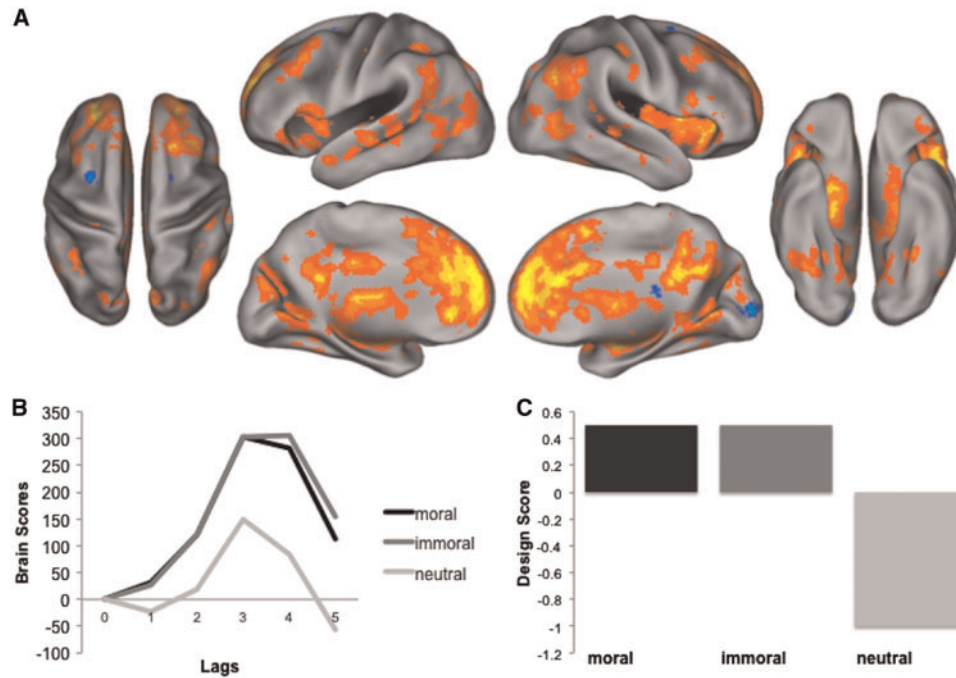 A
B
Brain Scores
350
300
250
200
150
100
50
0
-50
-100
0 1 2 3 4 5
Lags
moral
immoral
neutral
C
Design Score
0.6
0.4
0.2
0
-0.2
-0.4
-0.6
-0.8
-1
-1.2
moral immoral neutral